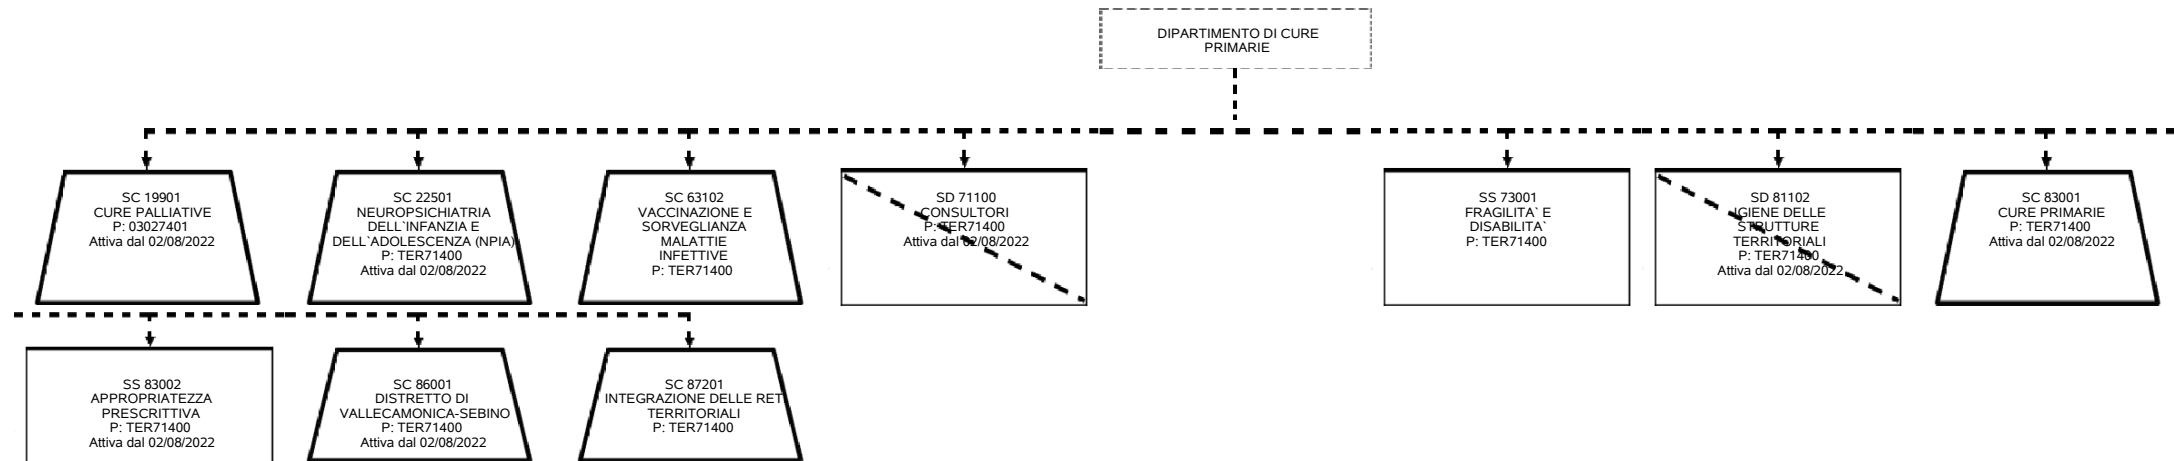 DIPARTIMENTO DI CURE
PRIMARIE
SC 19901
CURE PALLIATIVE
P: 03027401
Attiva dal 02/08/2022
SC 22501
NEUROPSICHIATRIA
DELL`INFANZIA E
DELL`ADOLESCENZA (NPIA)
P: TER71400
Attiva dal 02/08/2022
SC 63102
VACCINAZIONE E
SORVEGLIANZA
MALATTIE
INFETTIVE
P: TER71400
SD 71100
CONSULTORI
P: TER71400
Attiva dal 02/08/2022
SS 73001
FRAGILITA` E
DISABILITA`
P: TER71400
SD 81102
IGIENE DELLE
STRUTTURE
TERRITORIALI
P: TER71400
Attiva dal 02/08/2022
SC 83001
CURE PRIMARIE
P: TER71400
Attiva dal 02/08/2022
SS 83002
APPROPRIATEZZA
PRESCRITTIVA
P: TER71400
Attiva dal 02/08/2022
SC 86001
DISTRETTO DI
VALLECAMONICA-SEBINO
P: TER71400
Attiva dal 02/08/2022
SC 87201
INTEGRAZIONE DELLE RET
TERRITORIALI
P: TER71400